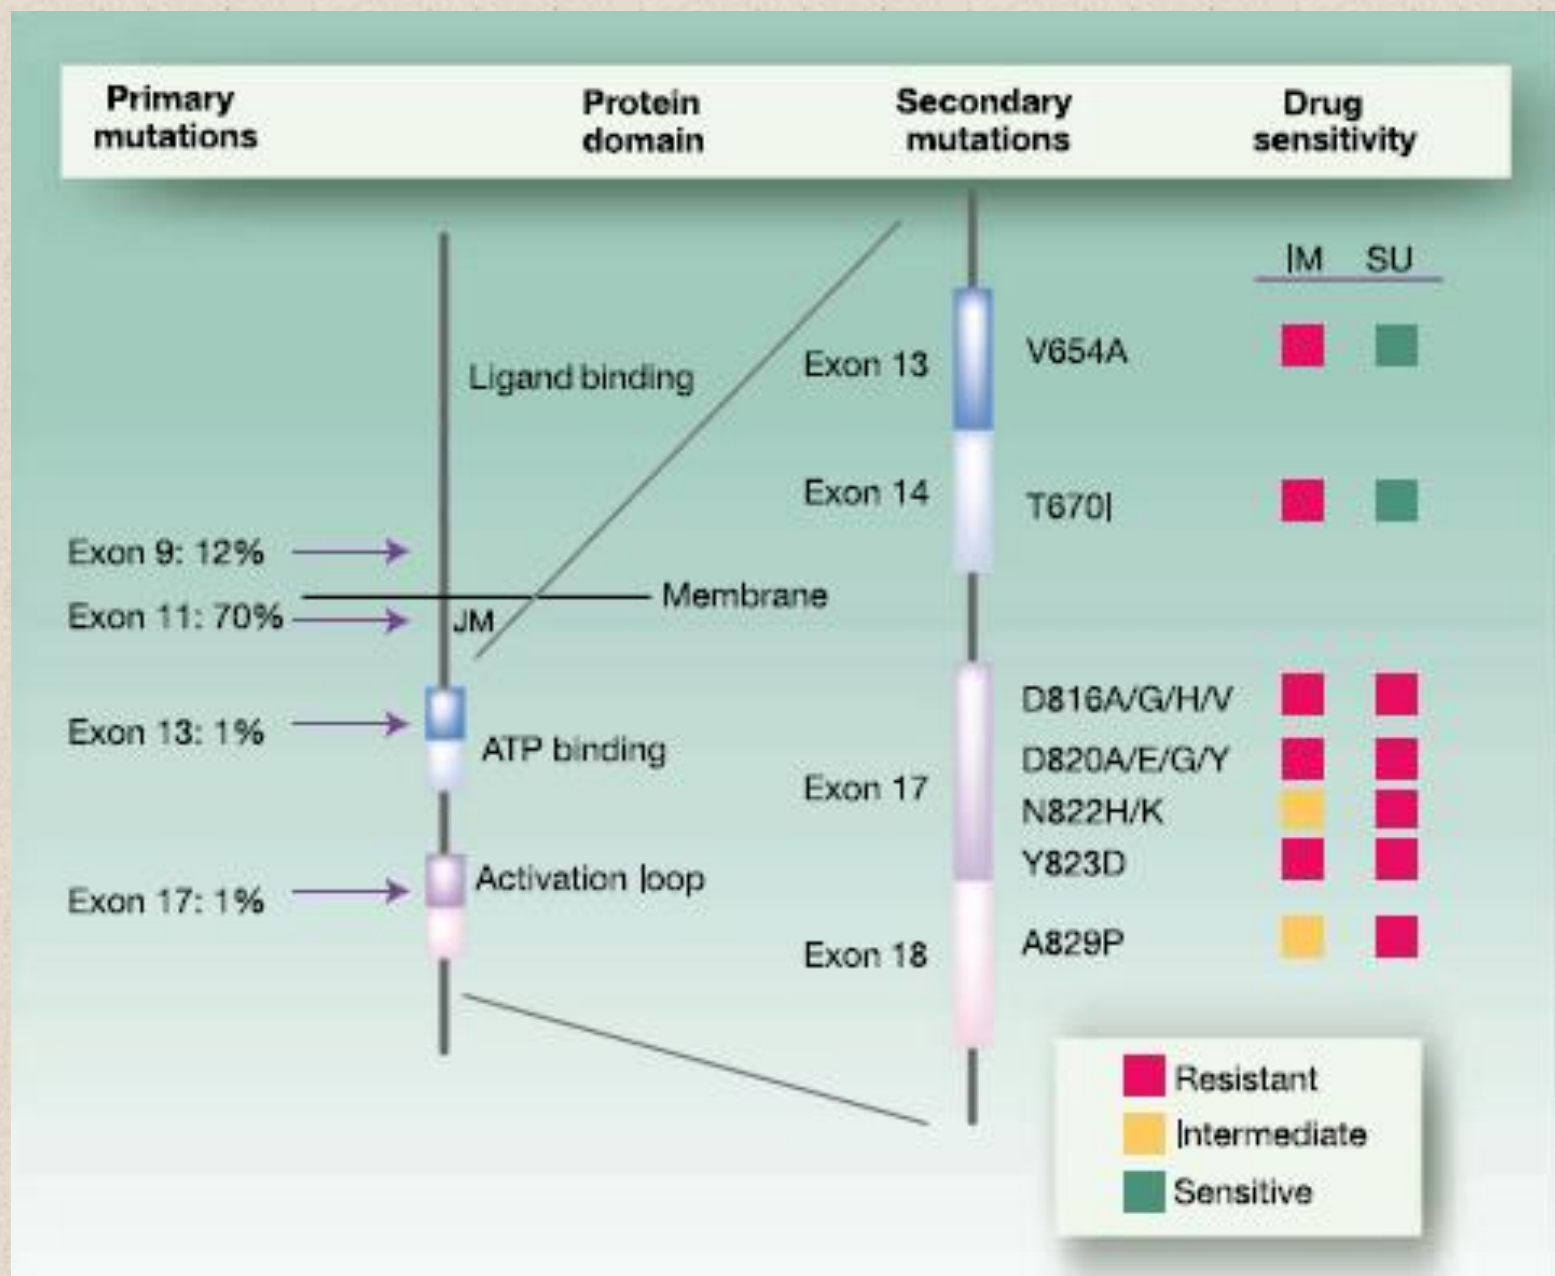 Primary
mutations
Protein
domain
Secondary
mutations
Drug
sensitivity
IM SU
Ligand binding
Exon 9: 12%
Membrane
Exon 11: 70%
JM
Exon 13: 1%
ATP binding
Exon 17: 1%
Activation loop
Exon 13
V654A
Exon 14
T670I
Exon 17
D816A/G/H/V
D820A/E/G/Y
N822H/K
Y823D
Exon 18
A829P
Resistant
Intermediate
Sensitive